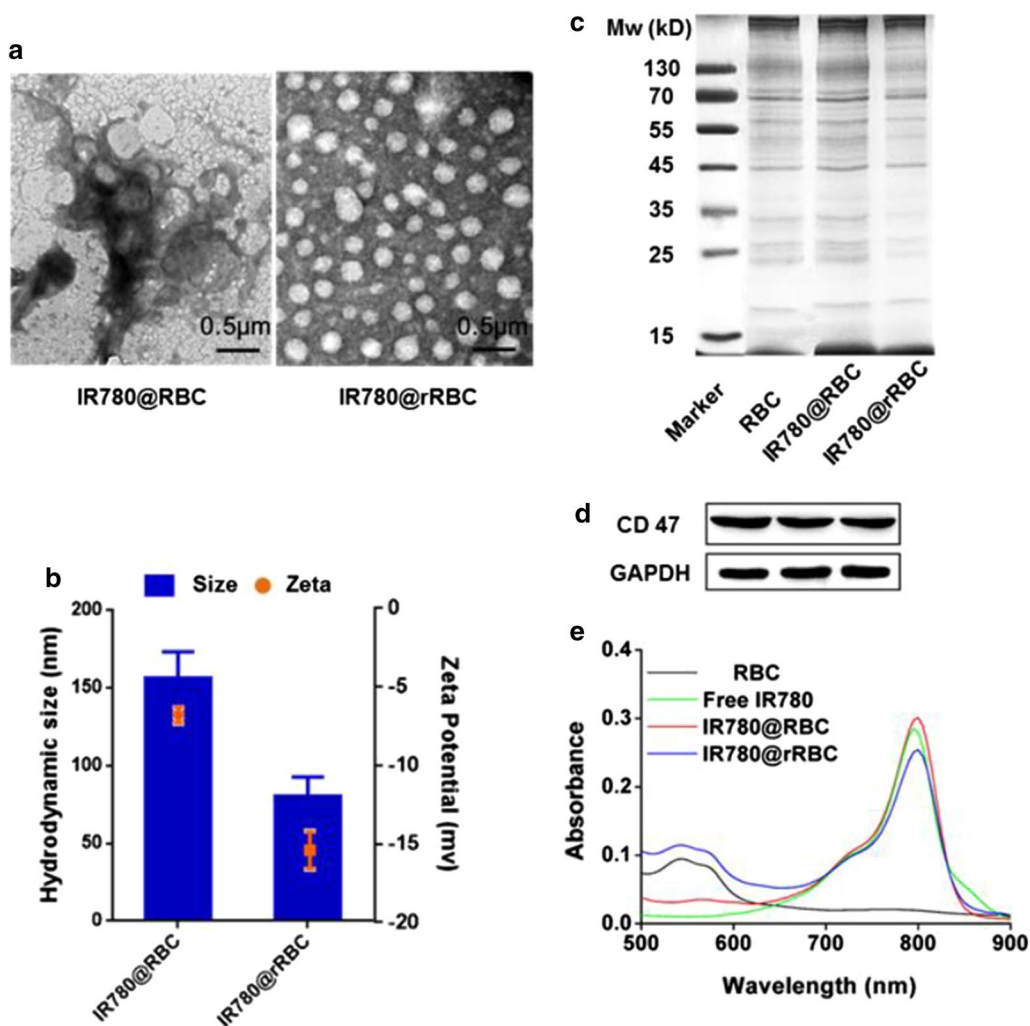 a
0.5μm
0.5μm
IR780@RBC
IR780@rRBC
b
Size
Zeta
Hydrodynamic size (nm)
200
150
100
50
0
Zeta Potential (mv)
0
-5
-10
-15
-20
IR780@RBC
IR780@rRBC
c
Mw (kD)
130
70
55
45
35
25
15
Marker
RBC
IR780@RBC
IR780@rRBC
d
CD 47
GAPDH
e
Absorbance
0.4
0.3
0.2
0.1
0.0
RBC
Free IR780
IR780@RBC
IR780@rRBC
500
600
700
800
900
Wavelength (nm)